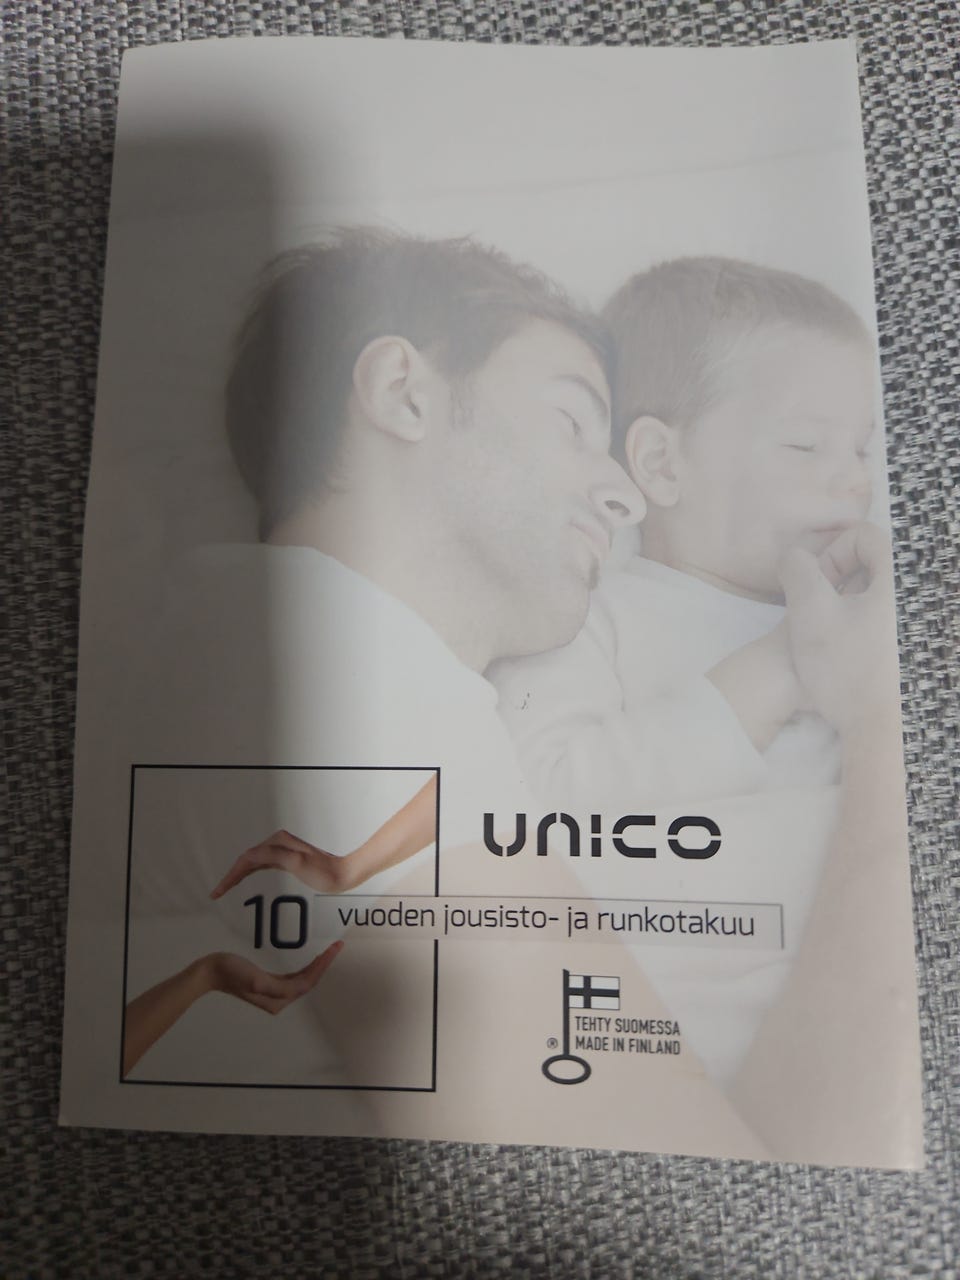 UNICO
10 vuoden jousisto- ja runkotakuu
TEHTY SUOMESSA
® MADE IN FINLAND